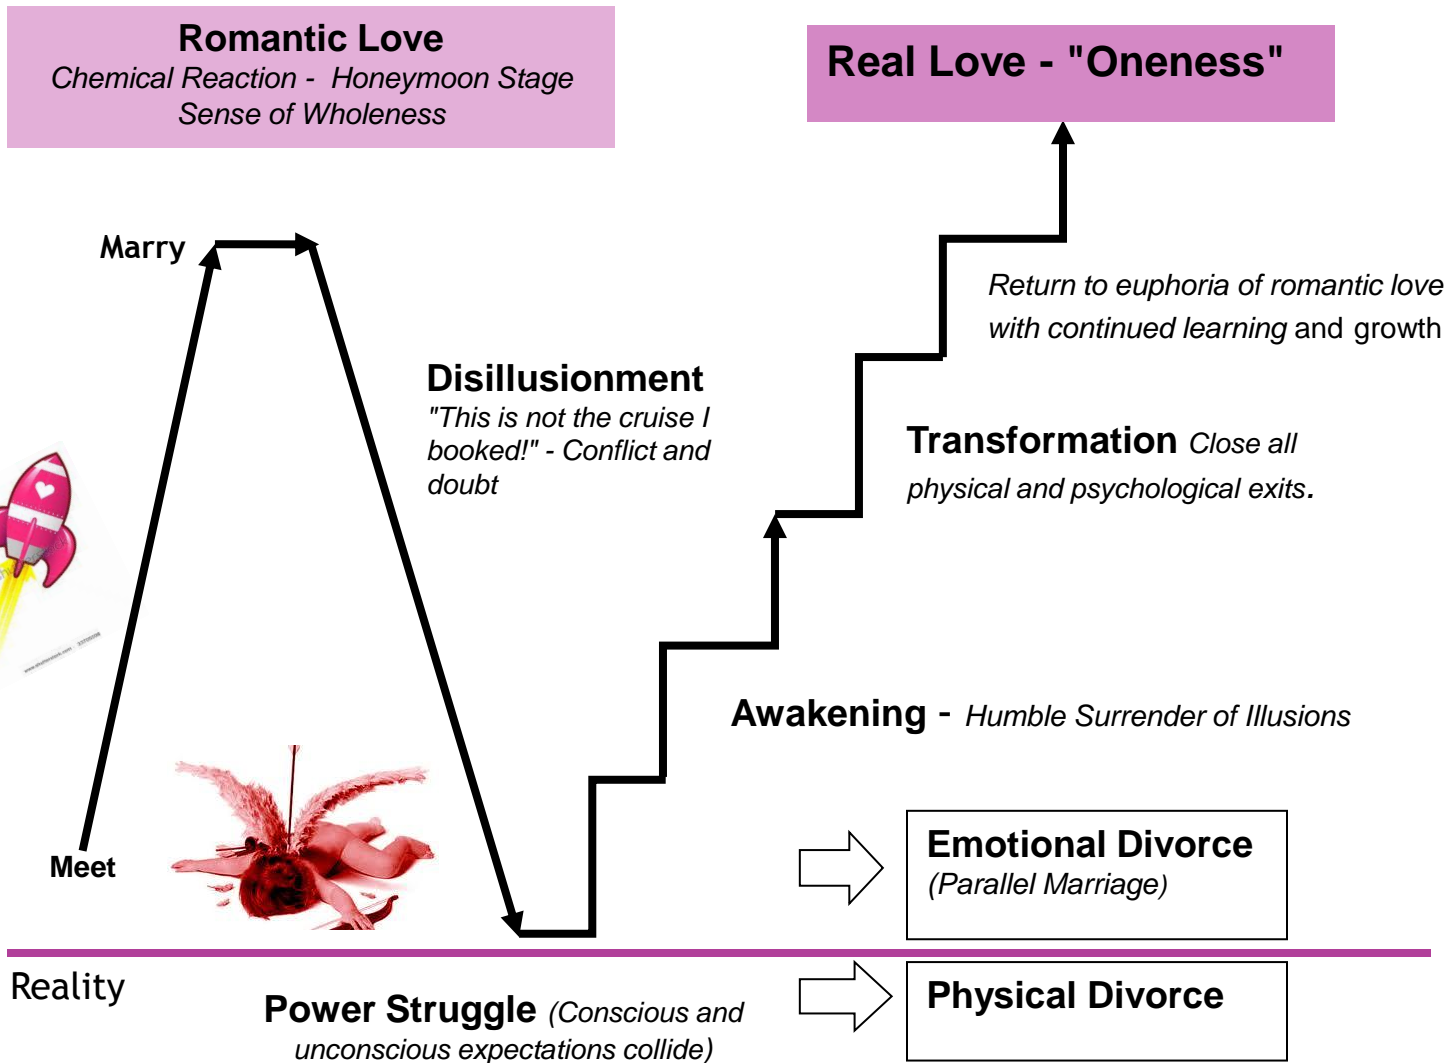 Romantic Love
Chemical Reaction - Honeymoon Stage
Sense of Wholeness
Real Love - "Oneness"
Marry
Return to euphoria of romantic love
with continued learning and growth
Disillusionment
"This is not the cruise I
booked!" - Conflict and
doubt
Transformation Close all
physical and psychological exits.
Awakening - Humble Surrender of Illusions
Meet
Emotional Divorce
(Parallel Marriage)
Reality
Power Struggle (Conscious and
unconscious expectations collide)
Physical Divorce